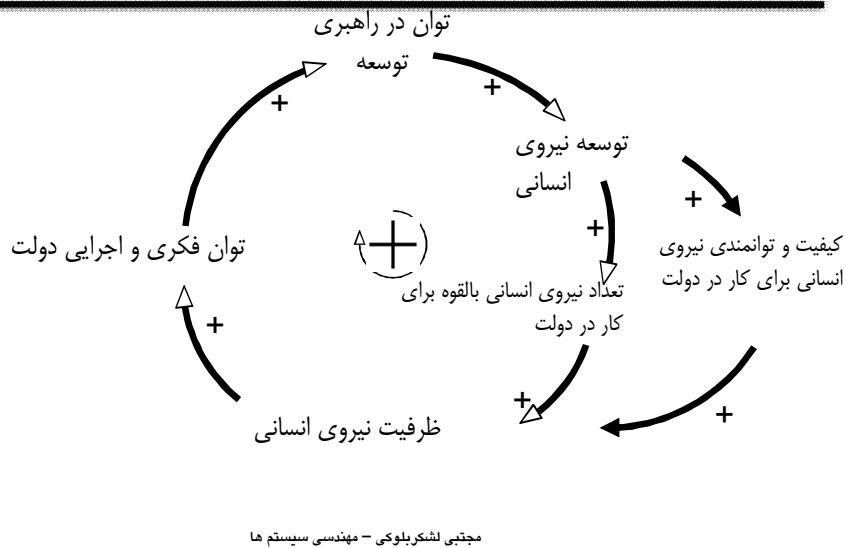 توان در راهبری
توسعه
+
+
توسعه نیروی
انسانی
+
+
کیفیت و توانمندی نیروی
انسانی برای کار در دولت
توان فکری و اجرایی دولت
+
تعداد نیروی انسانی بالقوه برای
کار در دولت
+
+
+
ظرفیت نیروی انسانی
مجتبی لشکربلوکی – مهندسی سیستم ها